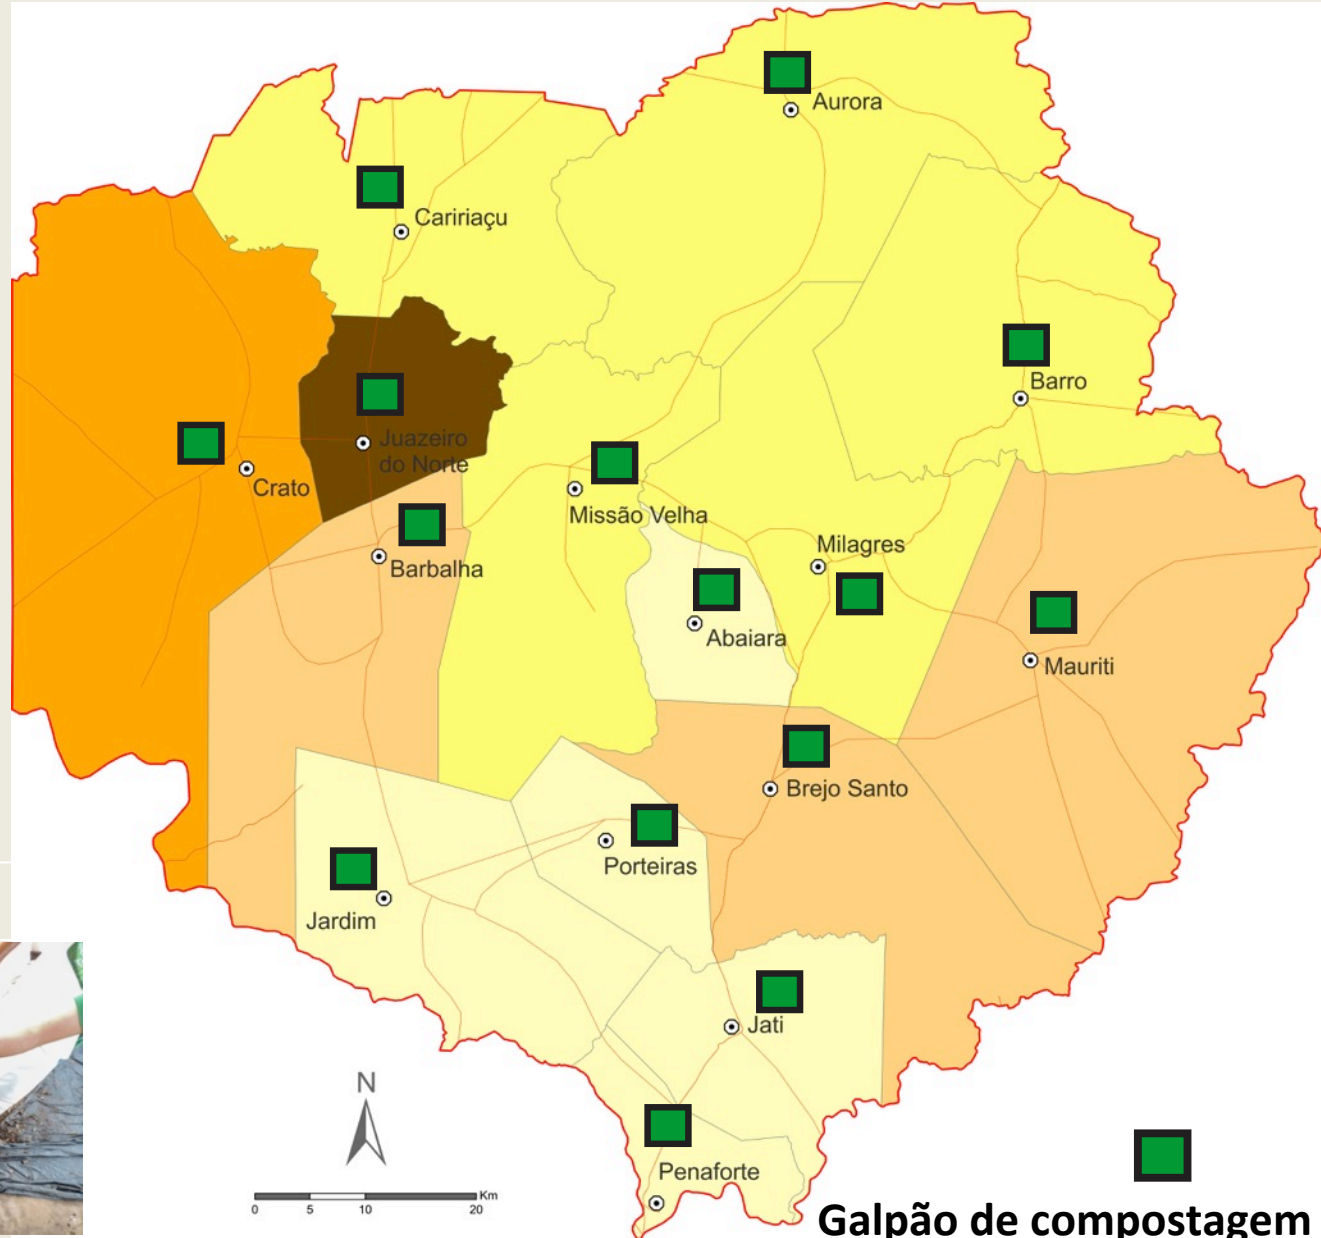 Aurora
Caririaçu
Barro
Juazeiro
do Norte
Crato
Missão Velha
Milagres
Barbalha
Abaiara
Mauriti
Brejo Santo
Porteiras
Jardim
Jati
N
Penaforte
Km
0 5 10 20
Galpão de compostagem